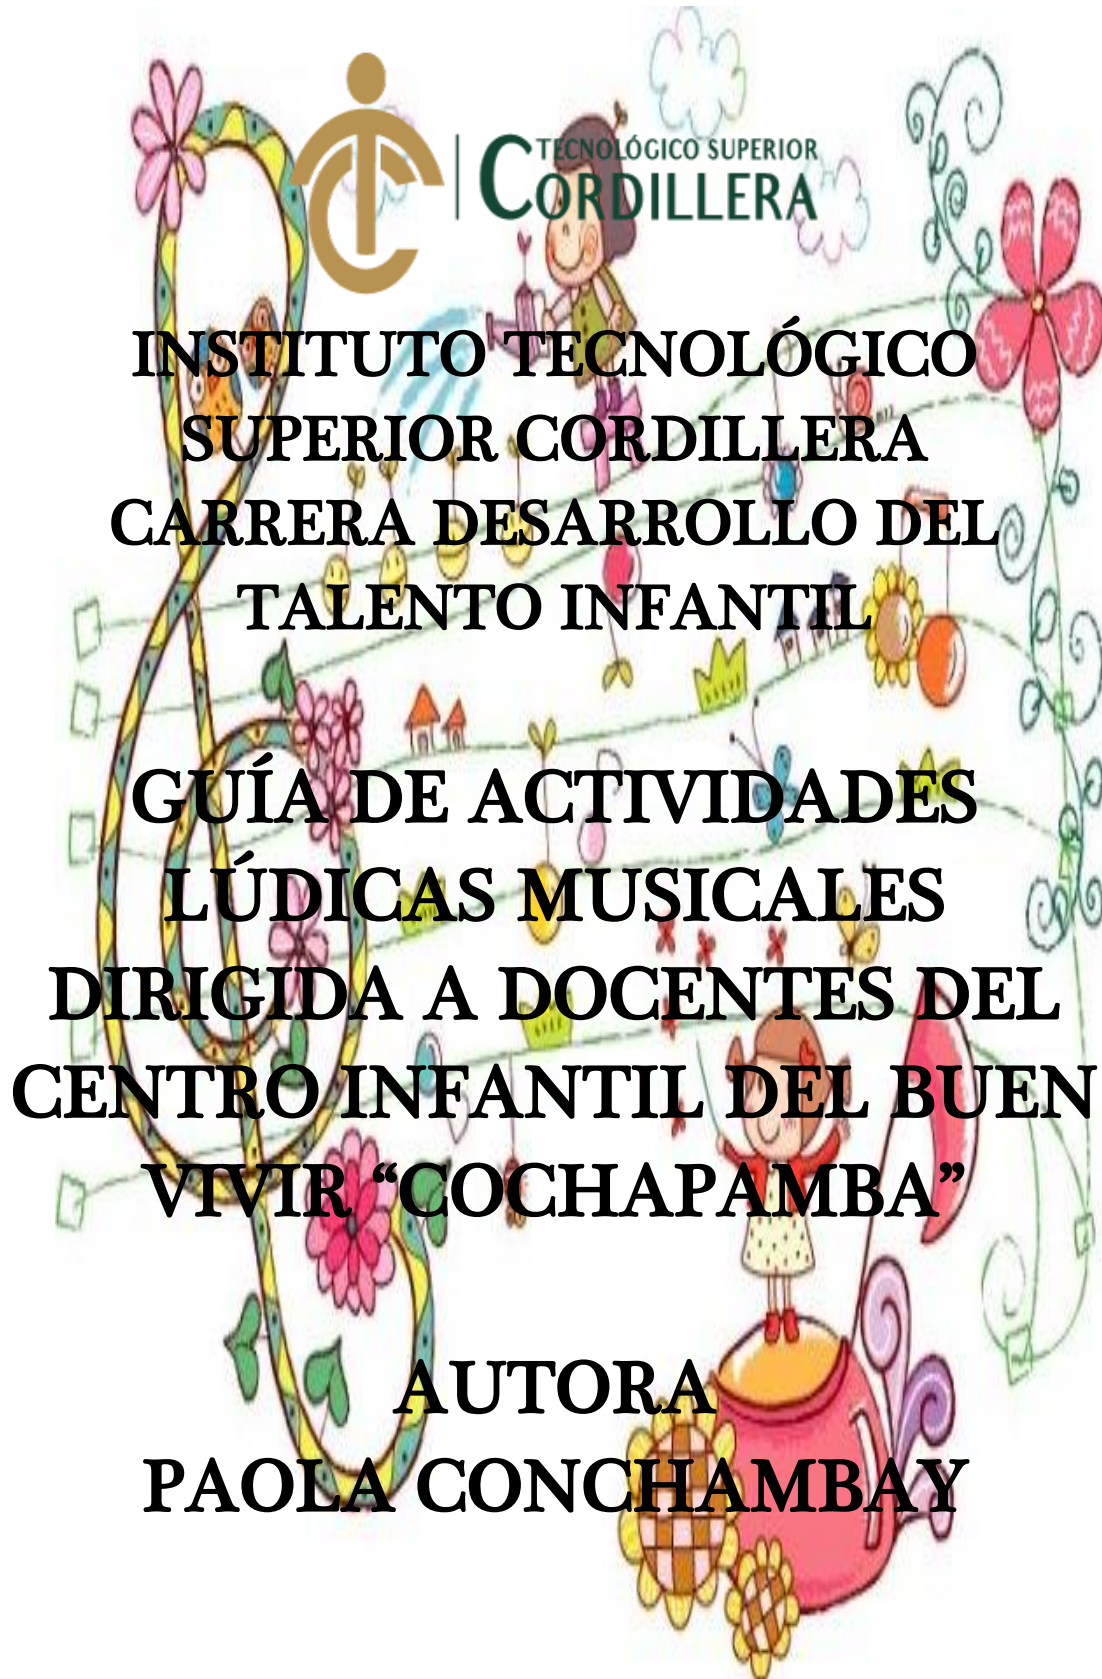 TECNOLÓGICO SUPERIOR
CORDILLERA
INSTITUTO TECNOLÓGICO
SUPERIOR CORDILLERA
CARRERA DESARROLLO DEL
TALENTO INFANTIL
GUÍA DE ACTIVIDADES
LÚDICAS MUSICALES
DIRIGIDA A DOCENTES DEL
CENTRO INFANTIL DEL BUEN
VIVIR “COCHAPAMBA”
AUTORA
PAOLA CONCHAMBAY